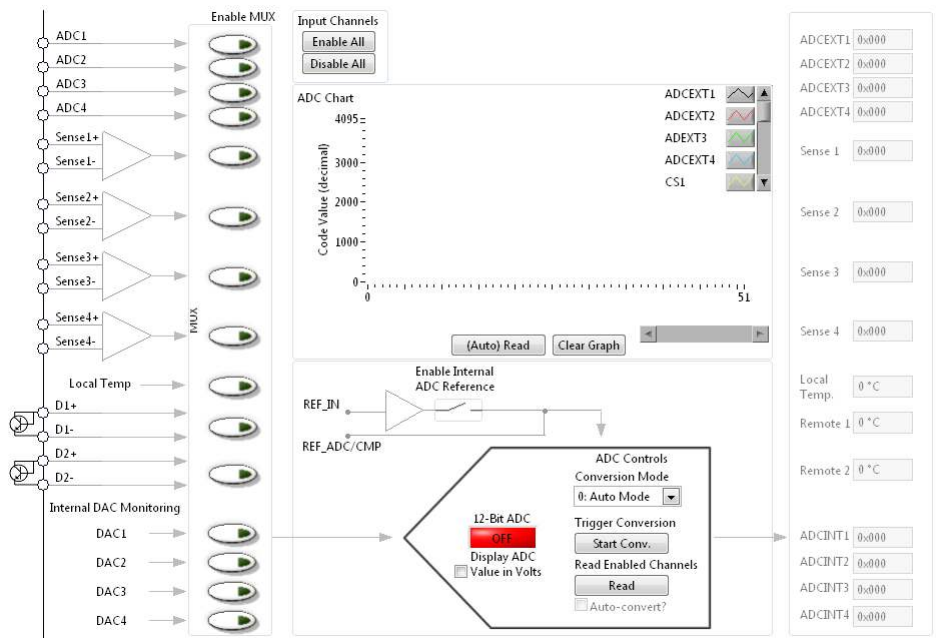 Enable MUX
ADC1
ADC2
ADC3
ADC4
Sense1+
Sense1-
Sense2+
Sense2-
Sense3+
Sense3-
Sense4+
Sense4-
Local Temp
D1+
D1-
D2+
D2-
Internal DAC Monitoring
DAC1
DAC2
DAC3
DAC4
MUX
Input Channels
Enable All
Disable All
ADC Chart
Code Value (decimal)
4095
3000
2000
1000
0
0
51
ADCEXT1
ADCEXT2
ADEXT3
ADCEXT4
CS1
(Auto) Read
Clear Graph
Enable Internal
ADC Reference
REF_IN
REF_ADC/CMP
ADC Controls
Conversion Mode
0: Auto Mode
12-Bit ADC
OFF
Display ADC
Value in Volts
Trigger Conversion
Start Conv.
Read Enabled Channels
Read
Auto-convert?
ADCEXT1 0x000
ADCEXT2 0x000
ADCEXT3 0x000
ADCEXT4 0x000
Sense 1 0x000
Sense 2 0x000
Sense 3 0x000
Sense 4 0x000
Local
Temp. 0 °C
Remote 1 0 °C
Remote 2 0 °C
ADCINT1 0x000
ADCINT2 0x000
ADCINT3 0x000
ADCINT4 0x000